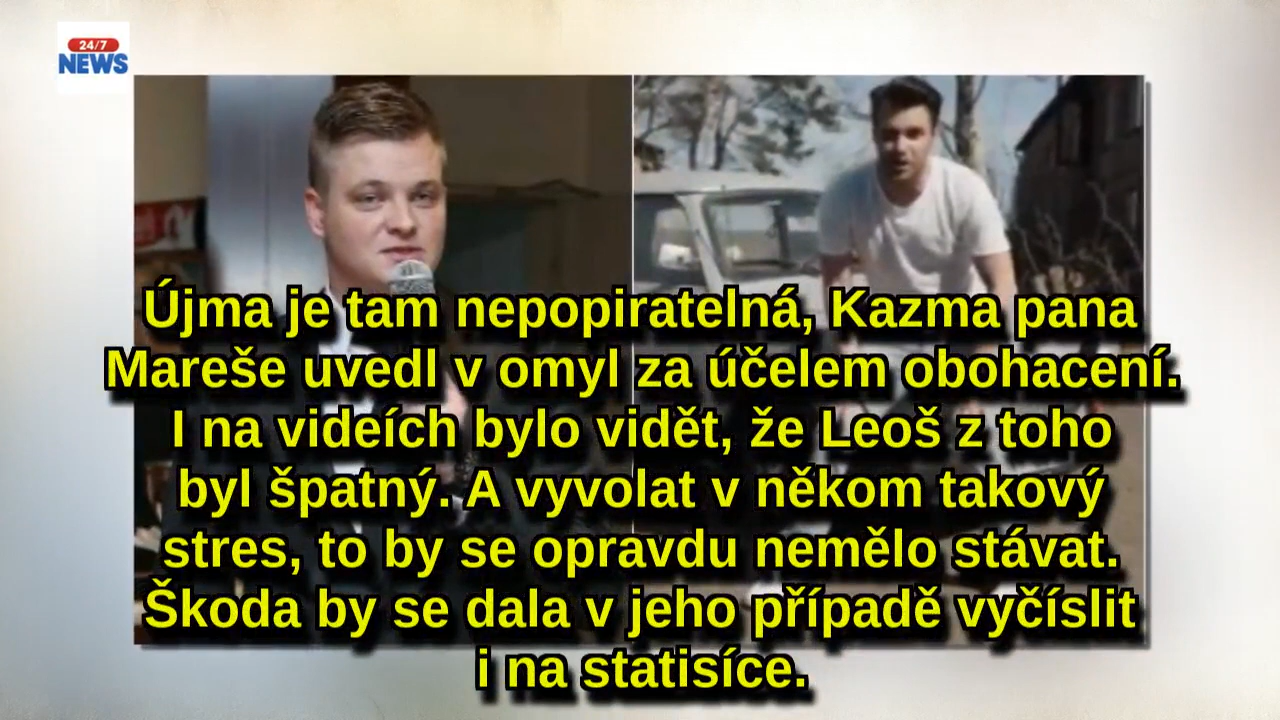 24/7
NEWS
Újma je tam nepopiratelná, Kazma pana
Mareše uvedl v omyl za účelem obohacení.
I na videích bylo vidět, že Leoš z toho
byl špatný. A vyvolat v někom takový
stres, to by se opravdu nemělo stávat.
Škoda by se dala v jeho případě vyčíslit
i na statisíce.